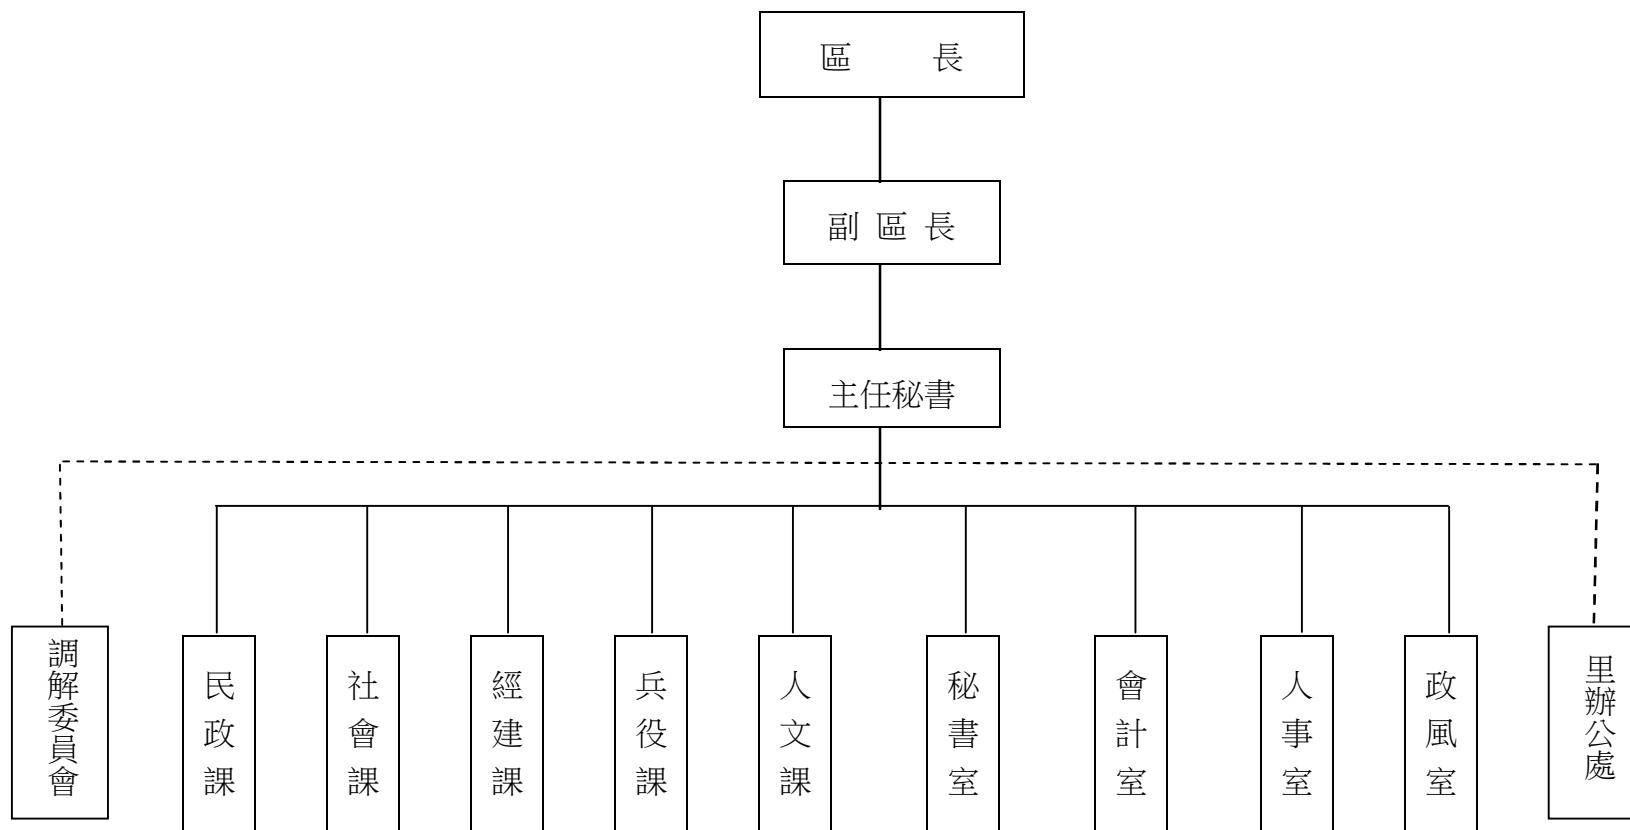 區 長
副 區 長
主任秘書
調解委員會
民政課
社會課
經建課
兵役課
人文課
秘書室
會計室
人事室
政風室
里辦公處